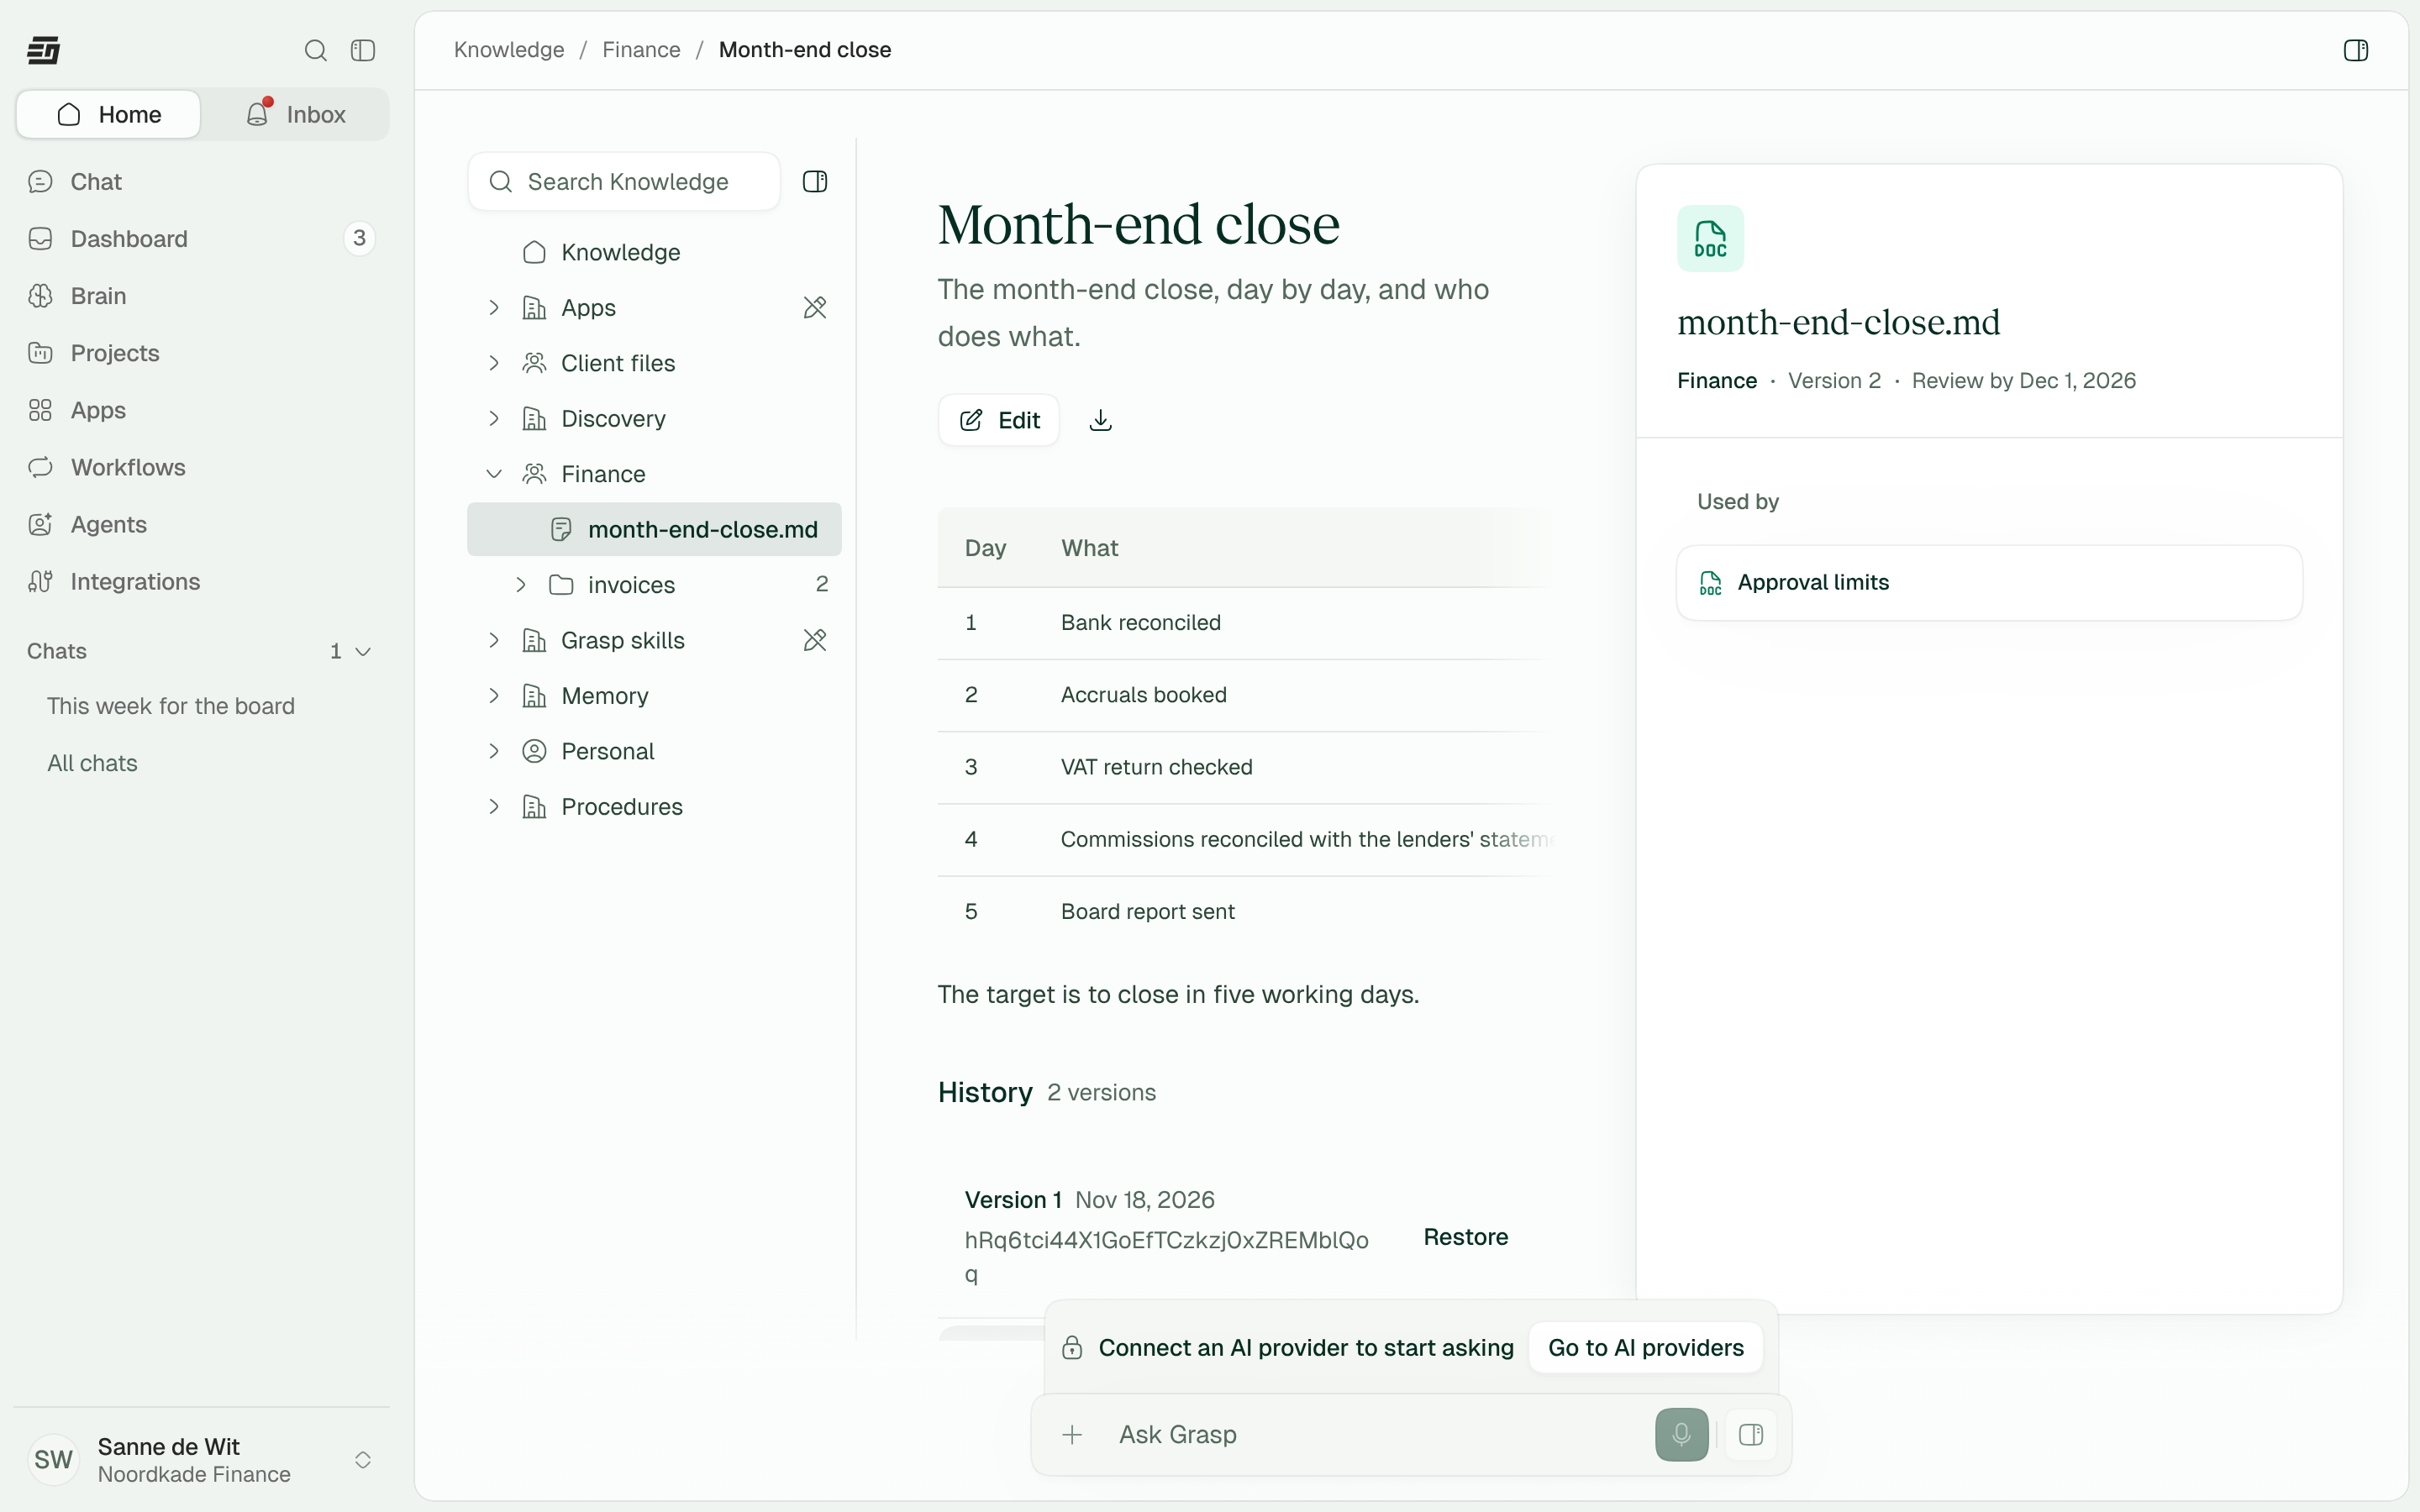 Home
Inbox
Chat
Dashboard
3
Brain
Projects
Apps
Workflows
Agents
Integrations
Chats
1
This week for the board
All chats
SW
Sanne de Wit
Noordkade Finance
Knowledge / Finance / Month-end close
Search Knowledge
Knowledge
Apps
Client files
Discovery
Finance
month-end-close.md
invoices
2
Grasp skills
Memory
Personal
Procedures
Month-end close
The month-end close, day by day, and who
does what.
Edit
Day What
1 Bank reconciled
2 Accruals booked
3 VAT return checked
4 Commissions reconciled with the lenders'
5 Board report sent
The target is to close in five working days.
History 2 versions
Version 1 Nov 18, 2026
hRq6tci44X1GoEfTCzkzj0xZREMblQo
q
Restore
DOC
month-end-close.md
Finance · Version 2 · Review by Dec 1, 2026
Used by
DOC Approval limits
Connect an AI provider to start asking
Go to AI providers
Ask Grasp